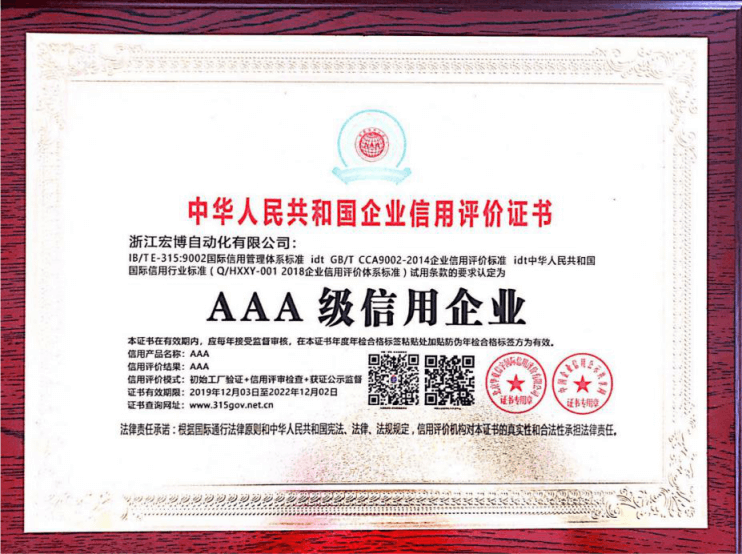 AAA
中华人民共和国企业信用评价证书
浙江宏博自动化有限公司:
IB/TE-315:9002国际信用管理体系标准 idt GB/T CCA9002-2014企业信用评价标准 idt中华人民共和国
国际信用行业标准(Q/HXXY-001 2018企业信用评价体系标准)试用条款的要求认定为
AAA 级信用企业
本证书在有效期内,应每年接受监督审核,在本证书年度年检合格标签粘贴处加贴防伪年检合格标签方为有效。
信用产品名称:AAA
信用评价结果:AAA
信用评价模式:初始工厂验证+信用评审检查+获证公示监督
证书有效期限:2019年12月03日至2022年12月02日
证书查询网址:www.315gov.net.cn
证书专用章
证书专用章
法律责任承诺:根据国际通行法律原则和中华人民共和国宪法、法律、法规规定,信用评价机构对本证书的真实性和合法性承担法律责任。